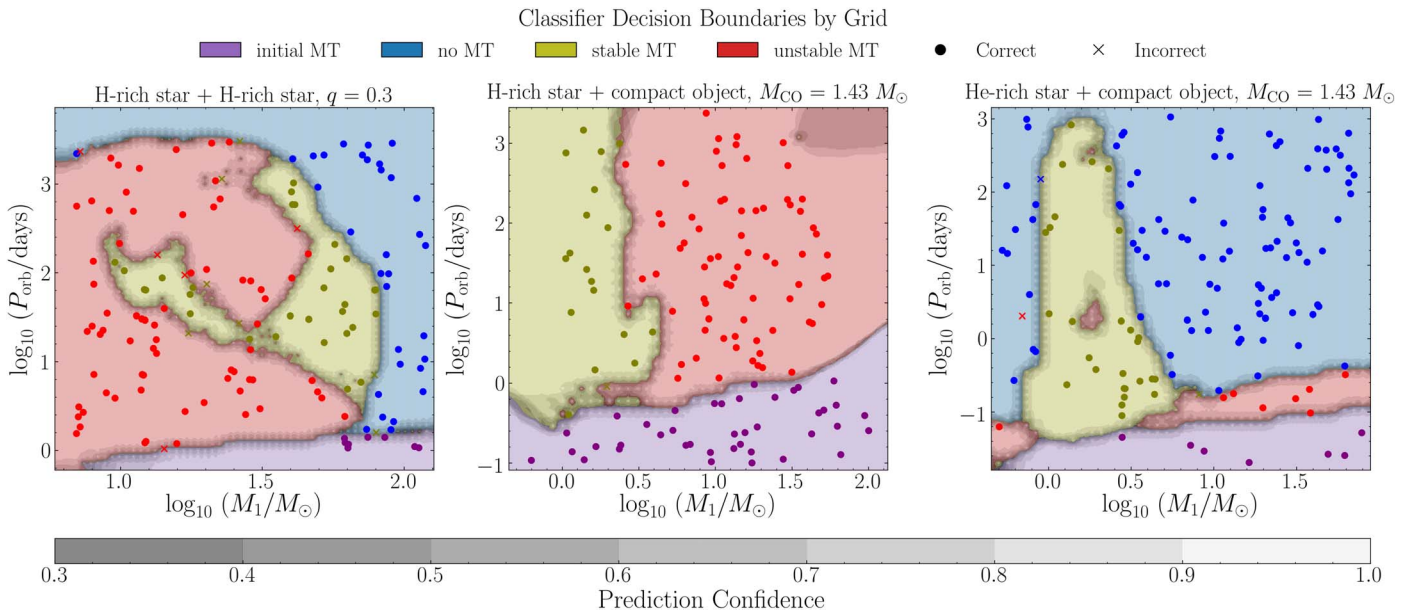 Classifier Decision Boundaries by Grid
initial MT no MT stable MT unstable MT Correct Incorrect
H-rich star + H-rich star, q = 0.3
3
2
1
0
log₁₀ (P_orb/days)
1.0 1.5 2.0
log₁₀ (M₁/M_⊙)
H-rich star + compact object, M_CO = 1.43 M_⊙
3
2
1
0
−1
log₁₀ (P_orb/days)
0.0 0.5 1.0 1.5 2.0
log₁₀ (M₁/M_⊙)
He-rich star + compact object, M_CO = 1.43 M_⊙
3
2
1
0
−1
log₁₀ (P_orb/days)
0.0 0.5 1.0 1.5
log₁₀ (M₁/M_⊙)
0.3 0.4 0.5 0.6 0.7 0.8 0.9 1.0
Prediction Confidence